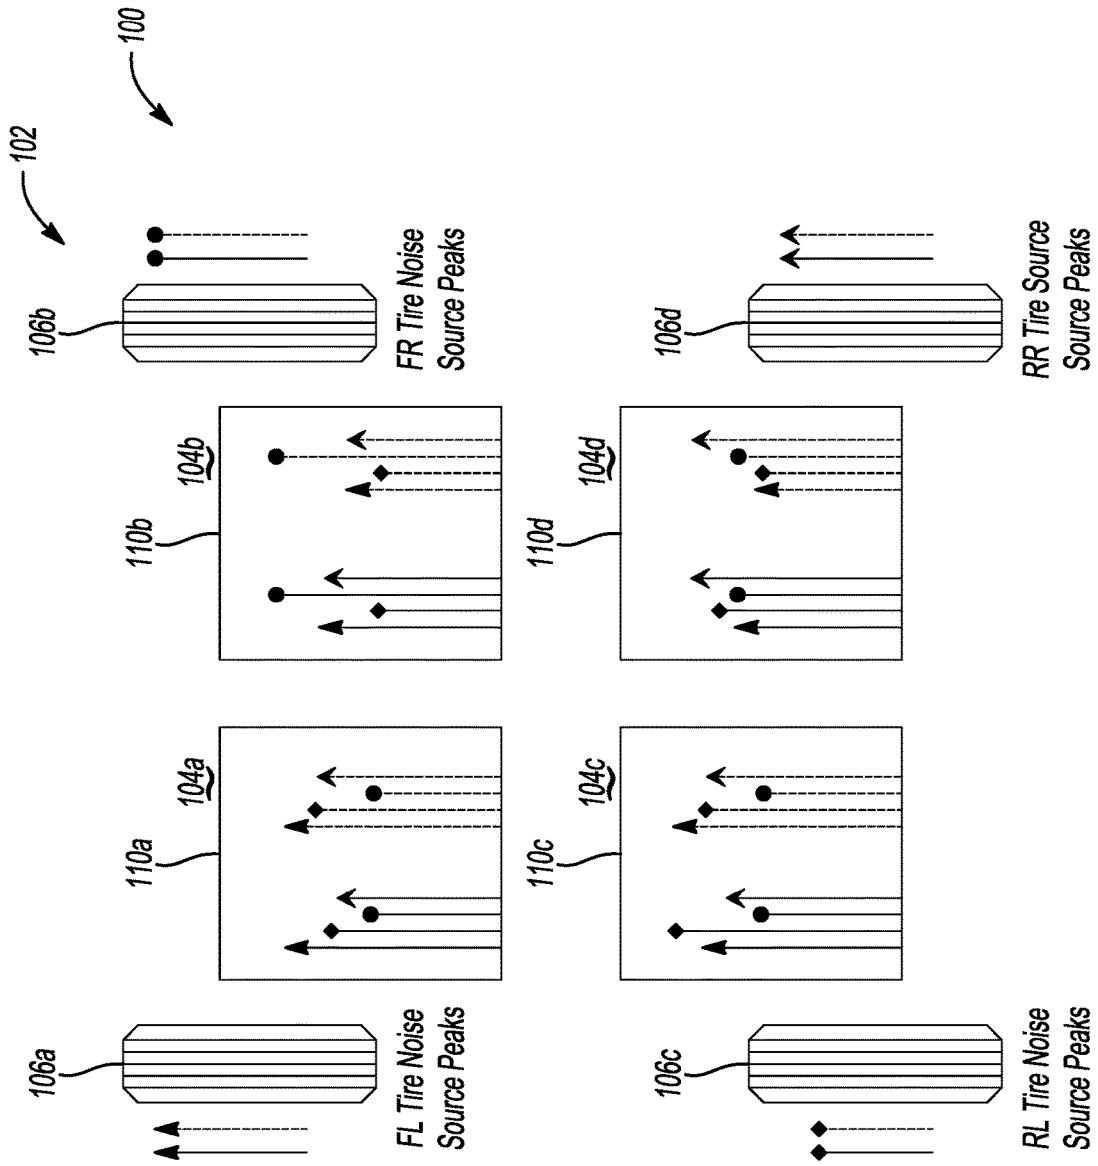 100
102
106a
FL Tire Noise
Source Peaks
110a
104a
110b
104b
106b
FR Tire Noise
Source Peaks
106c
RL Tire Noise
Source Peaks
110c
104c
110d
104d
106d
RR Tire Source
Source Peaks